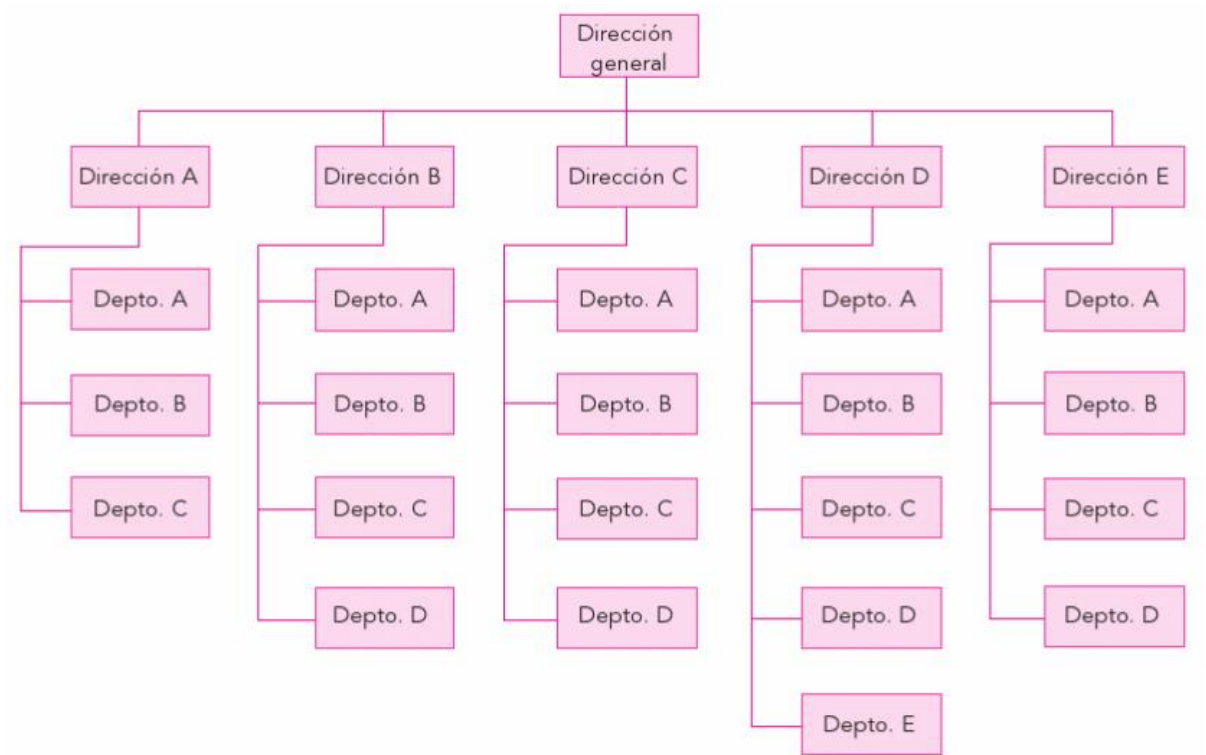 Dirección
general
Dirección A
Dirección B
Dirección C
Dirección D
Dirección E
Depto. A
Depto. A
Depto. A
Depto. A
Depto. A
Depto. B
Depto. B
Depto. B
Depto. B
Depto. B
Depto. C
Depto. C
Depto. C
Depto. C
Depto. C
Depto. D
Depto. D
Depto. D
Depto. D
Depto. E